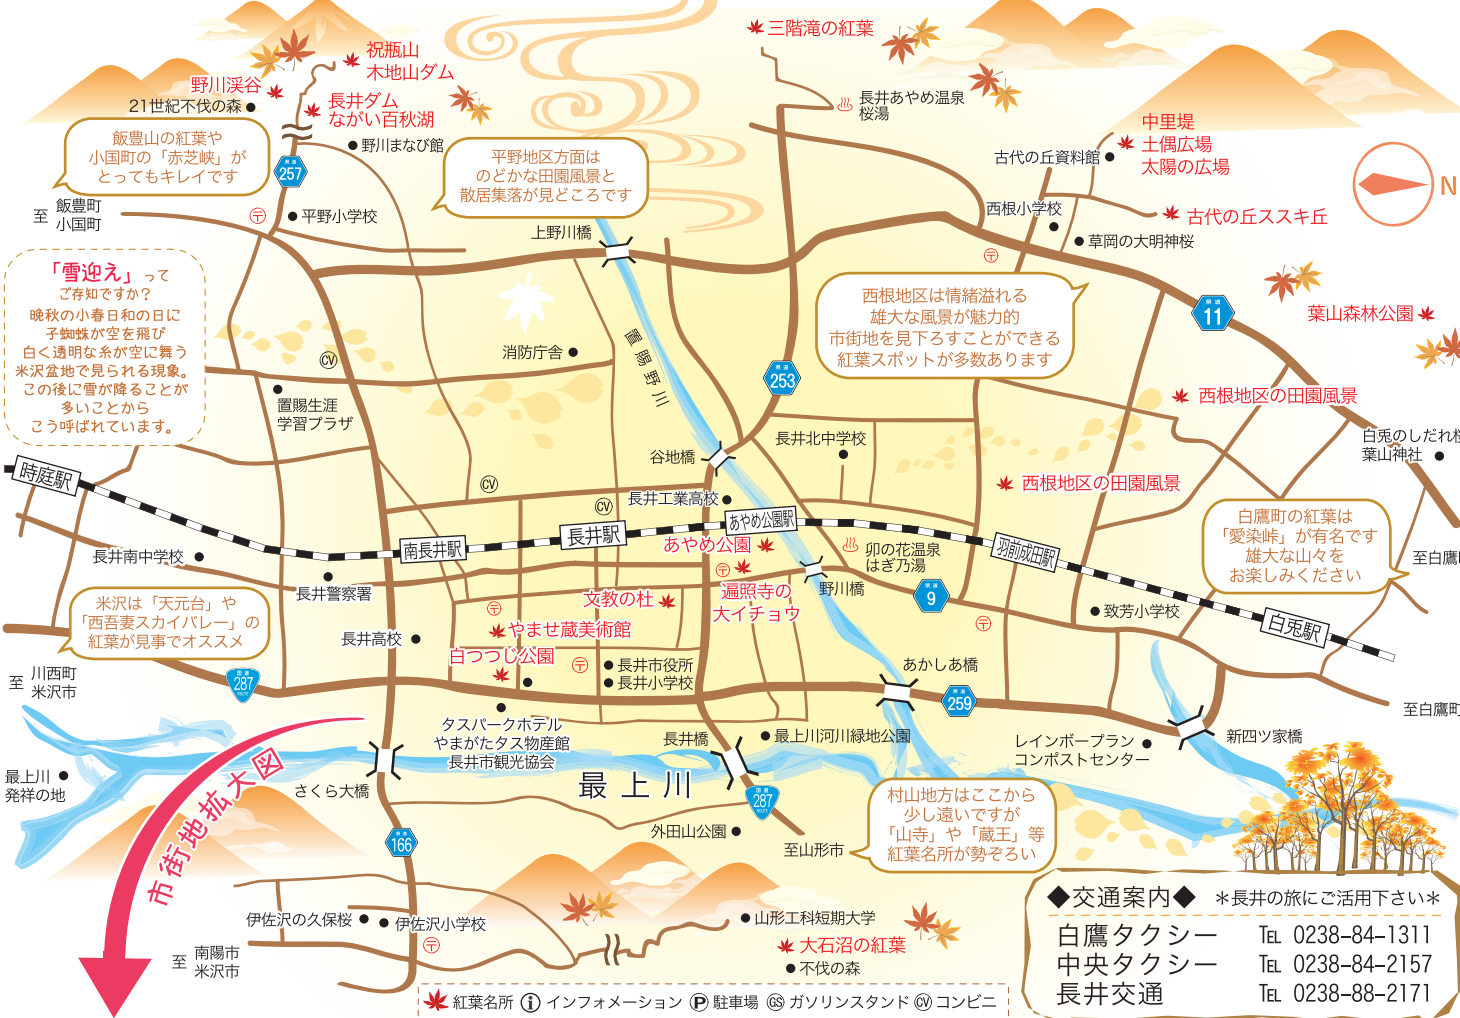 三階滝の紅葉
祝瓶山
木地山ダム
野川渓谷
21世紀不伐の森
長井ダム
ながい百秋湖
野川まなび館
長井あやめ温泉
桜湯
中里堤
土偶広場
太陽の広場
古代の丘資料館
飯豊山の紅葉や
小国町の「赤芝峡」が
とってもキレイです
県道
257
平野地区方面は
のどかな田園風景と
散居集落が見どころです
N
至
飯豊町
小国町
平野小学校
上野川橋
西根小学校
古代の丘ススキ丘
草岡の大明神桜
「雪迎え」って
ご存知ですか？
晩秋の小春日和の日に
子蜘蛛が空を飛び
白く透明な糸が空に舞う
米沢盆地で見られる現象。
この後に雪が降ることが
多いことから
こう呼ばれています。
西根地区は情緒溢れる
雄大な風景が魅力的
市街地を見下ろすことができる
紅葉スポットが多数あります
県道
11
葉山森林公園
CV
消防庁舎
置賜野川
県道
253
置賜生涯
学習プラザ
西根地区の田園風景
長井北中学校
白兎のしだれ桜
葉山神社
谷地橋
時庭駅
CV
CV
長井工業高校
西根地区の田園風景
南長井駅
長井駅
あやめ公園駅
あやめ公園
卯の花温泉
はぎ乃湯
羽前成田駅
白鷹町の紅葉は
「愛染峠」が有名です
雄大な山々を
お楽しみください
至白鷹町
長井南中学校
長井警察署
文教の杜
遍照寺の
大イチョウ
野川橋
県道
9
致芳小学校
白兎駅
米沢は「天元台」や
「西吾妻スカイバレー」の
紅葉が見事でオススメ
長井高校
やませ蔵美術館
白つつじ公園
長井市役所
長井小学校
あかしあ橋
至
川西町
米沢市
国道
287
ROUTE
県道
259
至白鷹町
タスパークホテル
やまがたタス物産館
長井市観光協会
長井橋
最上川河川緑地公園
レインボープラン
コンポストセンター
新四ツ家橋
最上川
発祥の地
市街地拡大図
さくら大橋
最上川
国道
287
ROUTE
県道
166
外田山公園
至山形市
村山地方はここから
少し遠いですが
「山寺」や「蔵王」等
紅葉名所が勢ぞろい
伊佐沢の久保桜
伊佐沢小学校
至
南陽市
米沢市
山形工科短期大学
大石沼の紅葉
不伐の森
◆交通案内◆ ＊長井の旅にご活用下さい＊
白鷹タクシー TEL 0238-84-1311
中央タクシー TEL 0238-84-2157
長井交通 TEL 0238-88-2171
紅葉名所 i インフォメーション P 駐車場 GS ガソリンスタンド CV コンビニ